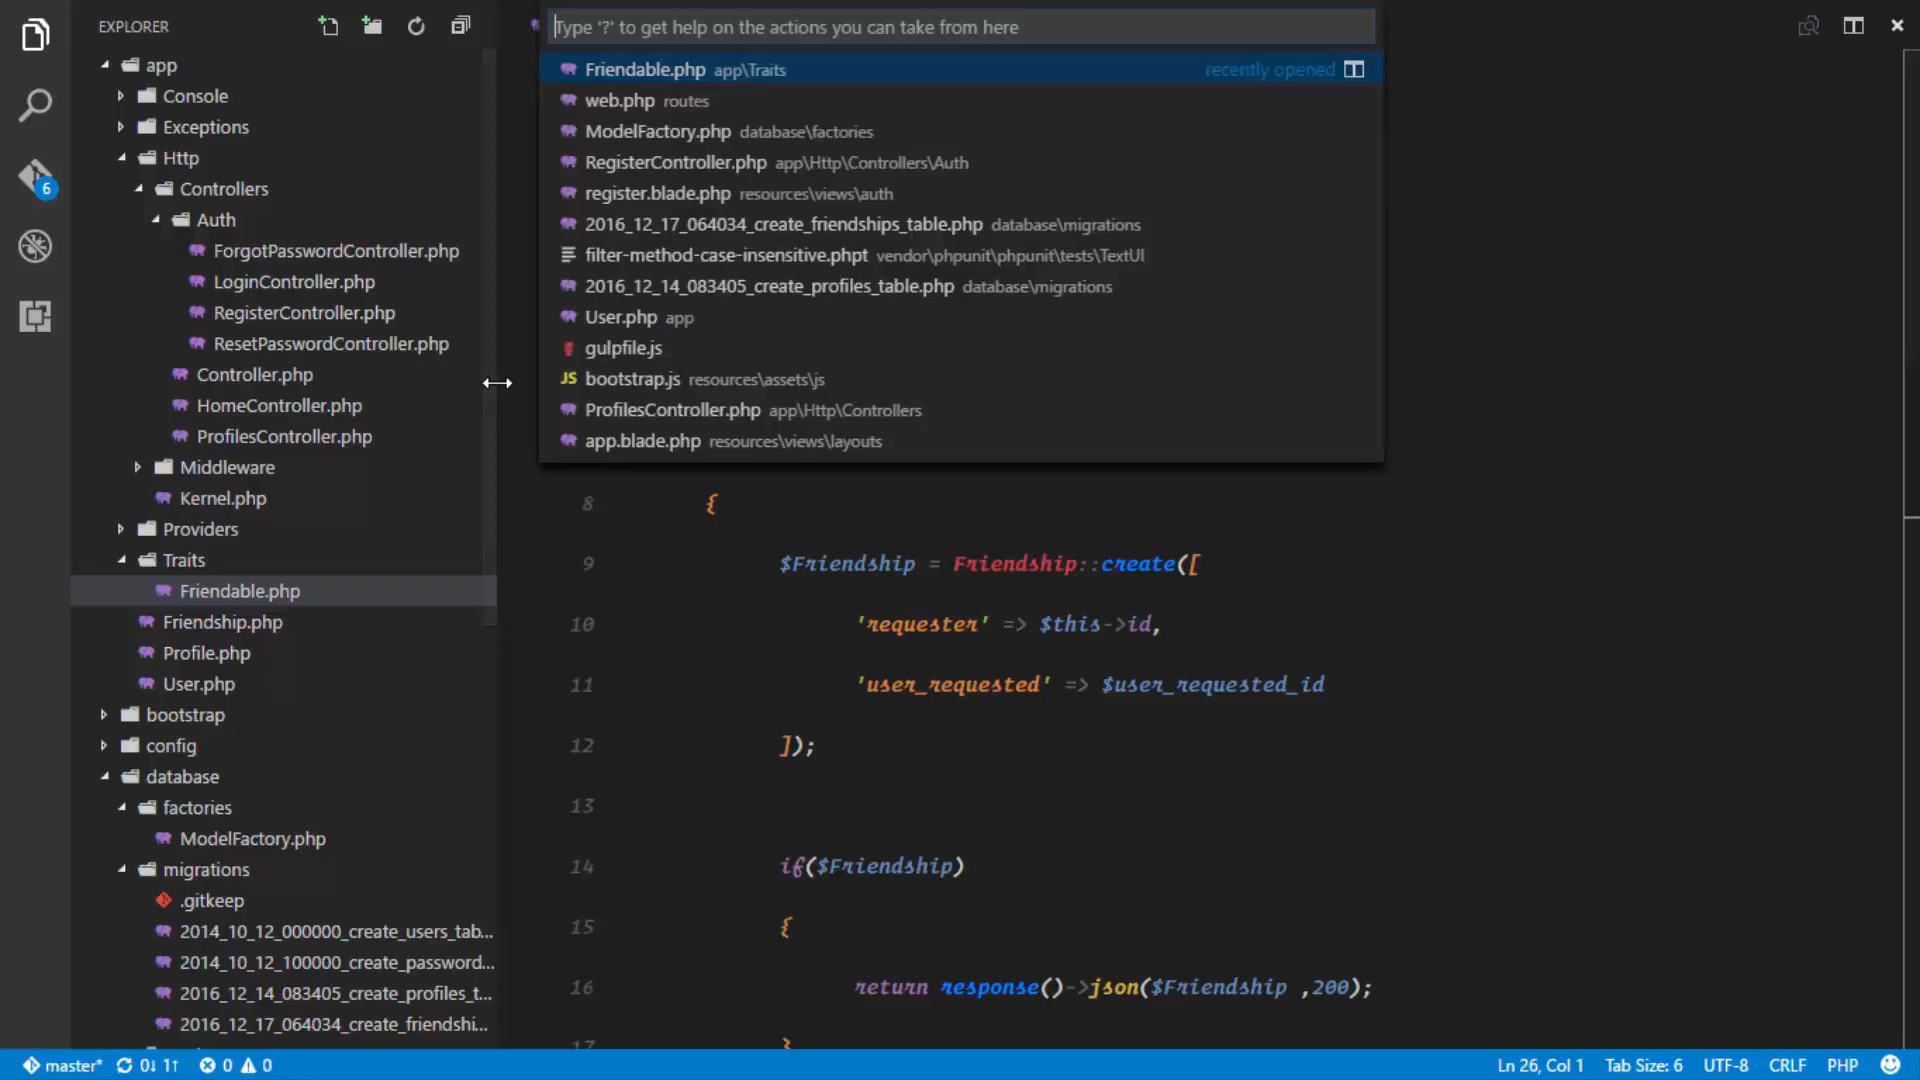 EXPLORER
app
Console
Exceptions
Http
Controllers
Auth
ForgotPasswordController.php
LoginController.php
RegisterController.php
ResetPasswordController.php
Controller.php
HomeController.php
ProfilesController.php
Middleware
Kernel.php
Providers
Traits
Friendable.php
Friendship.php
Profile.php
User.php
bootstrap
config
database
factories
ModelFactory.php
migrations
.gitkeep
2014_10_12_000000_create_users_tab...
2014_10_12_100000_create_password...
2016_12_14_083405_create_profiles_t...
2016_12_17_064034_create_friendshi...
6
Type '?' to get help on the actions you can take from here
Friendable.php app\Traits recently opened
web.php routes
ModelFactory.php database\factories
RegisterController.php app\Http\Controllers\Auth
register.blade.php resources\views\auth
2016_12_17_064034_create_friendships_table.php database\migrations
filter-method-case-insensitive.phpt vendor\phpunit\phpunit\tests\TextUI
2016_12_14_083405_create_profiles_table.php database\migrations
User.php app
gulpfile.js
JS bootstrap.js resources\assets\js
ProfilesController.php app\Http\Controllers
app.blade.php resources\views\layouts
8 {
9 $Friendship = Friendship::create([
10 'requester' => $this->id,
11 'user_requested' => $user_requested_id
12 ]);
13
14 if($Friendship)
15 {
16 return response()->json($Friendship ,200);
17 }
master* 0↓ 1↑ 0 0 Ln 26, Col 1 Tab Size: 6 UTF-8 CRLF PHP